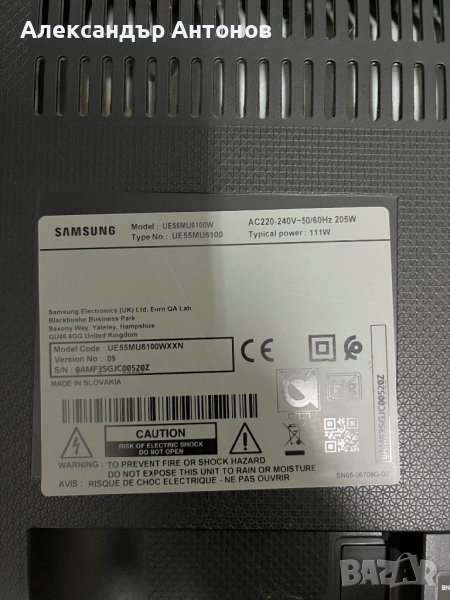 Александър Антонов
SAMSUNG
Model : UE55MU6100W
Type No.: UE55MU6100
AC220-240V~50/60Hz 205W
Typical power : 111W
Samsung Electronics (UK) Ltd, Euro QA Lab
Blackbushe Business Park
Saxony Way, Yateley, Hampshire
GU46 6GG United Kingdom
Model Code : UE55MU6100WXXN
Version No : 09
S/N : 0AMF3SGJC00520Z
MADE IN SLOVAKIA
CAUTION
RISK OF ELECTRIC SHOCK
DO NOT OPEN
WARNING : TO PREVENT FIRE OR SHOCK HAZARD
DO NOT EXPOSE THIS UNIT TO RAIN OR MOISTURE
AVIS : RISQUE DE CHOC ELECTRIQUE - NE PAS OUVRIR
CE
0AMF3SGJC00520Z
BN68-06708G-00
BN
BAZAR